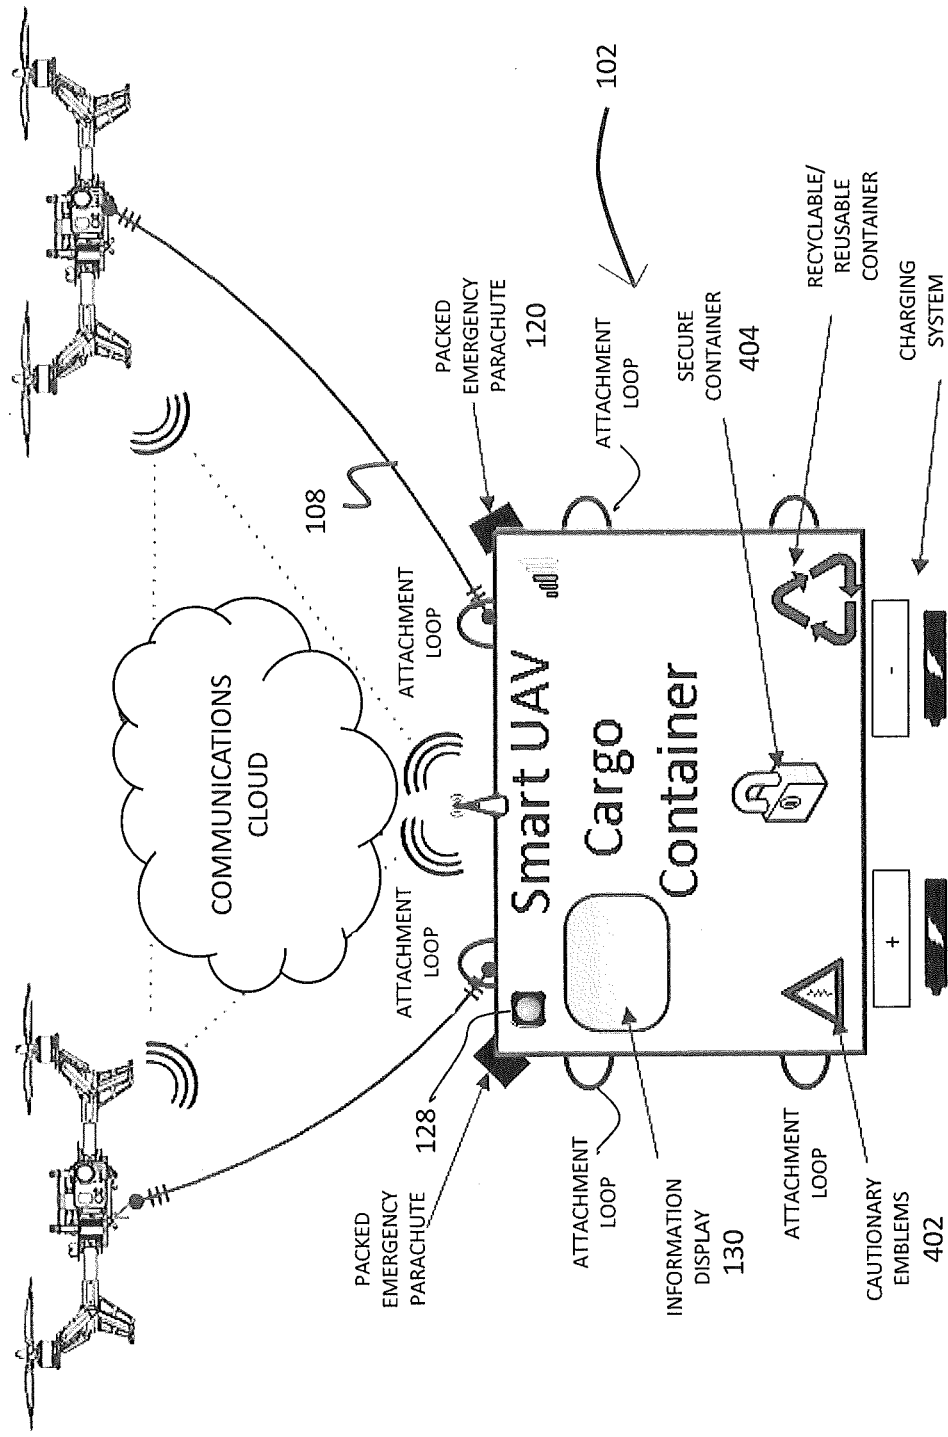 COMMUNICATIONS
CLOUD
108
102
PACKED
EMERGENCY
PARACHUTE
120
ATTACHMENT
LOOP
ATTACHMENT
LOOP
ATTACHMENT
LOOP
128
PACKED
EMERGENCY
PARACHUTE
Smart UAV
Cargo
Container
SECURE
CONTAINER
404
RECYCLABLE/
REUSABLE
CONTAINER
ATTACHMENT
LOOP
INFORMATION
DISPLAY
130
ATTACHMENT
LOOP
CAUTIONARY
EMBLEMS
402
+
-
CHARGING
SYSTEM